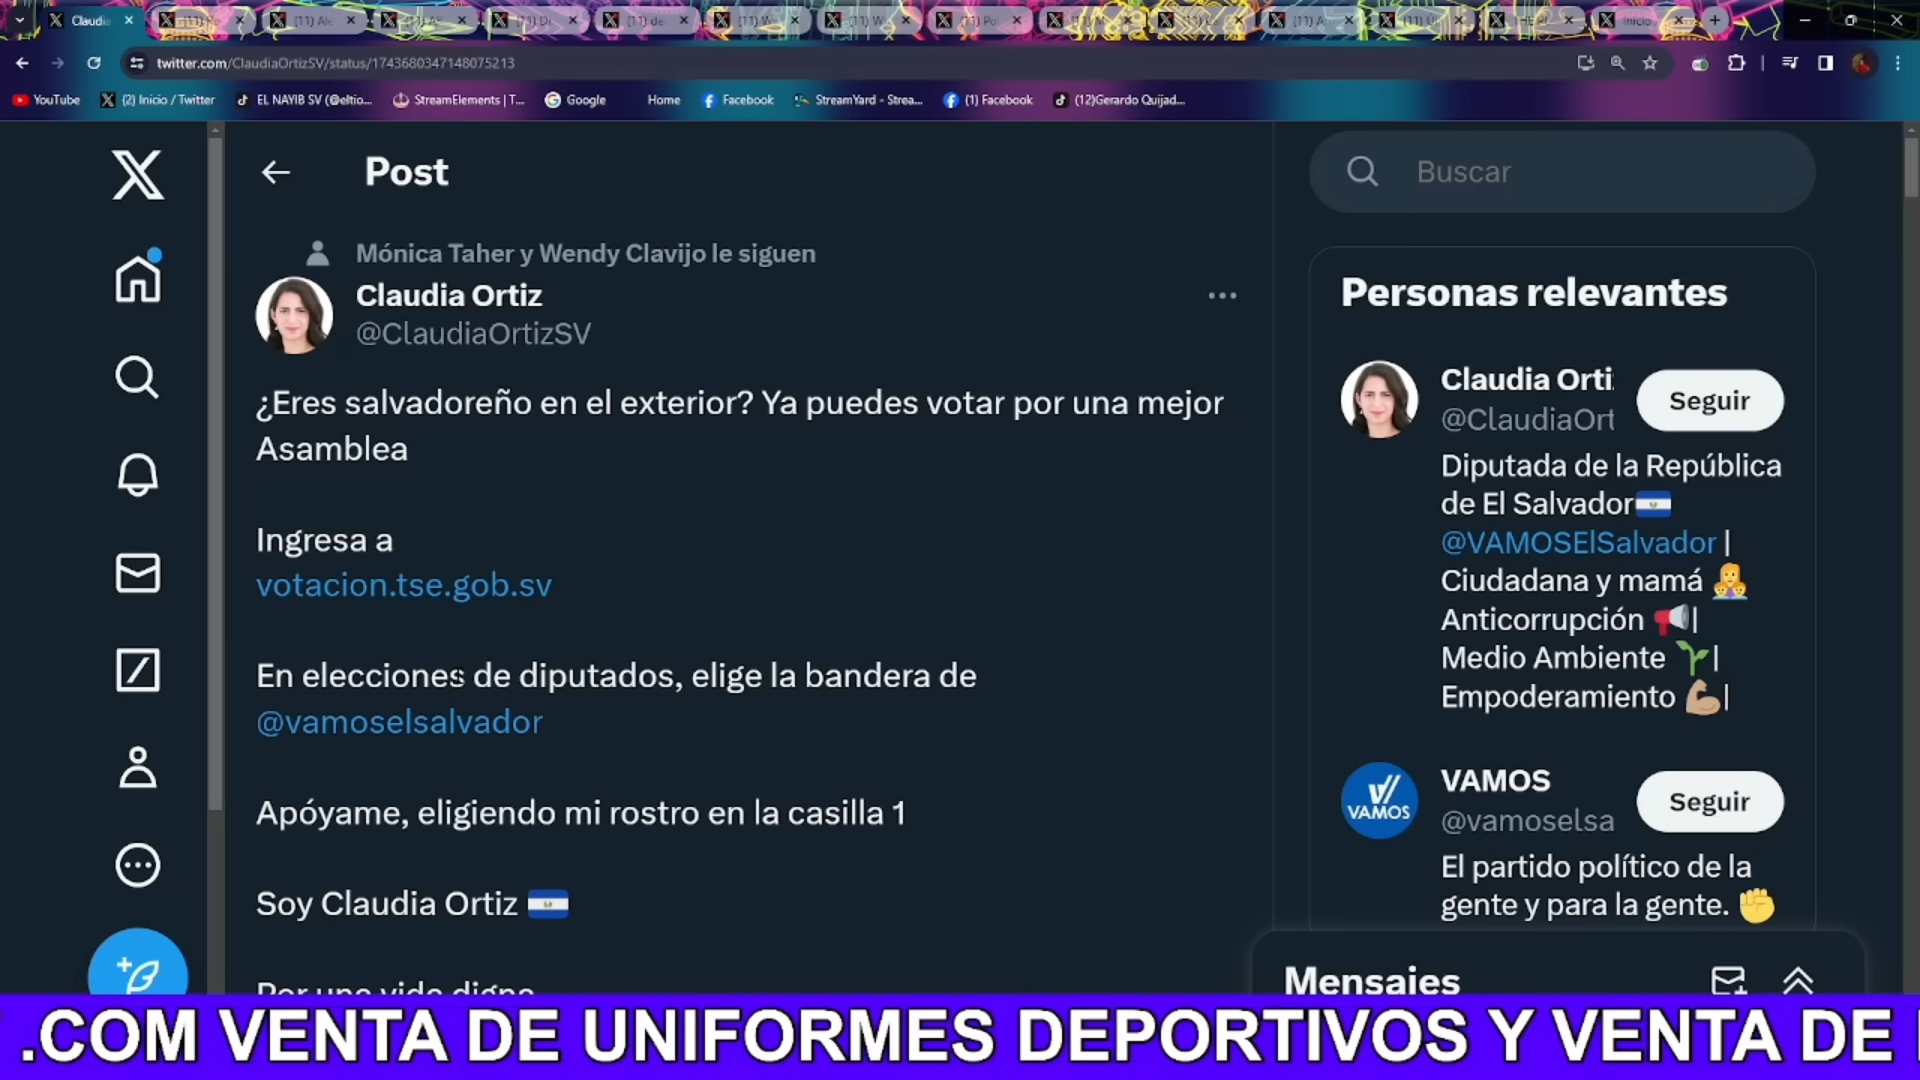 Claudia
twitter.com/ClaudiaOrtizSV/status/1743680347148075213
YouTube
(2) Inicio / Twitter
EL NAYIB SV (@eltio...
StreamElements | T...
Google
Home
Facebook
StreamYard - Strea...
(1) Facebook
(12)Gerardo Quijad...
Post
Buscar
Mónica Taher y Wendy Clavijo le siguen
Claudia Ortiz
@ClaudiaOrtizSV
¿Eres salvadoreño en el exterior? Ya puedes votar por una mejor
Asamblea
Ingresa a
votacion.tse.gob.sv
En elecciones de diputados, elige la bandera de
@vamoselsalvador
Apóyame, eligiendo mi rostro en la casilla 1
Soy Claudia Ortiz
Por una vida digna
Personas relevantes
Claudia Orti
@ClaudiaOrt
Seguir
Diputada de la República
de El Salvador
@VAMOSElSalvador |
Ciudadana y mamá
Anticorrupción |
Medio Ambiente |
Empoderamiento |
VAMOS
VAMOS
@vamoselsa
Seguir
El partido político de la
gente y para la gente.
Mensajes
.COM VENTA DE UNIFORMES DEPORTIVOS Y VENTA DE